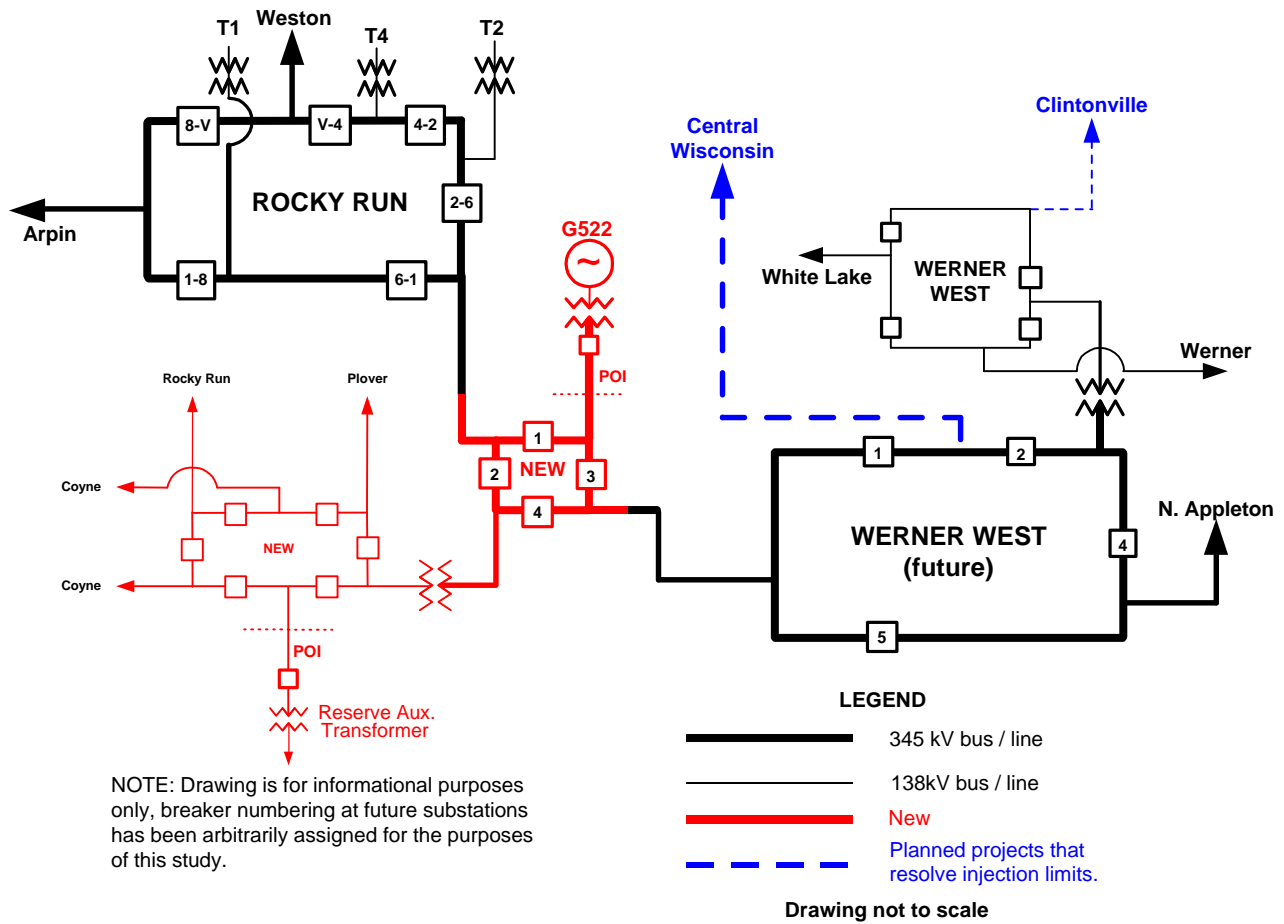 T1
Weston
T4
T2
8-V
V-4
4-2
ROCKY RUN
2-6
Arpin
1-8
6-1
Central
Wisconsin
Clintonville
G522
~
White Lake
WERNER
WEST
Werner
POI
Rocky Run
Plover
1
2
NEW
3
4
Coyne
NEW
Coyne
POI
Reserve Aux.
Transformer
1
2
WERNER WEST
(future)
4
N. Appleton
5
LEGEND
345 kV bus / line
138kV bus / line
New
Planned projects that
resolve injection limits.
NOTE: Drawing is for informational purposes
only, breaker numbering at future substations
has been arbitrarily assigned for the purposes
of this study.
Drawing not to scale